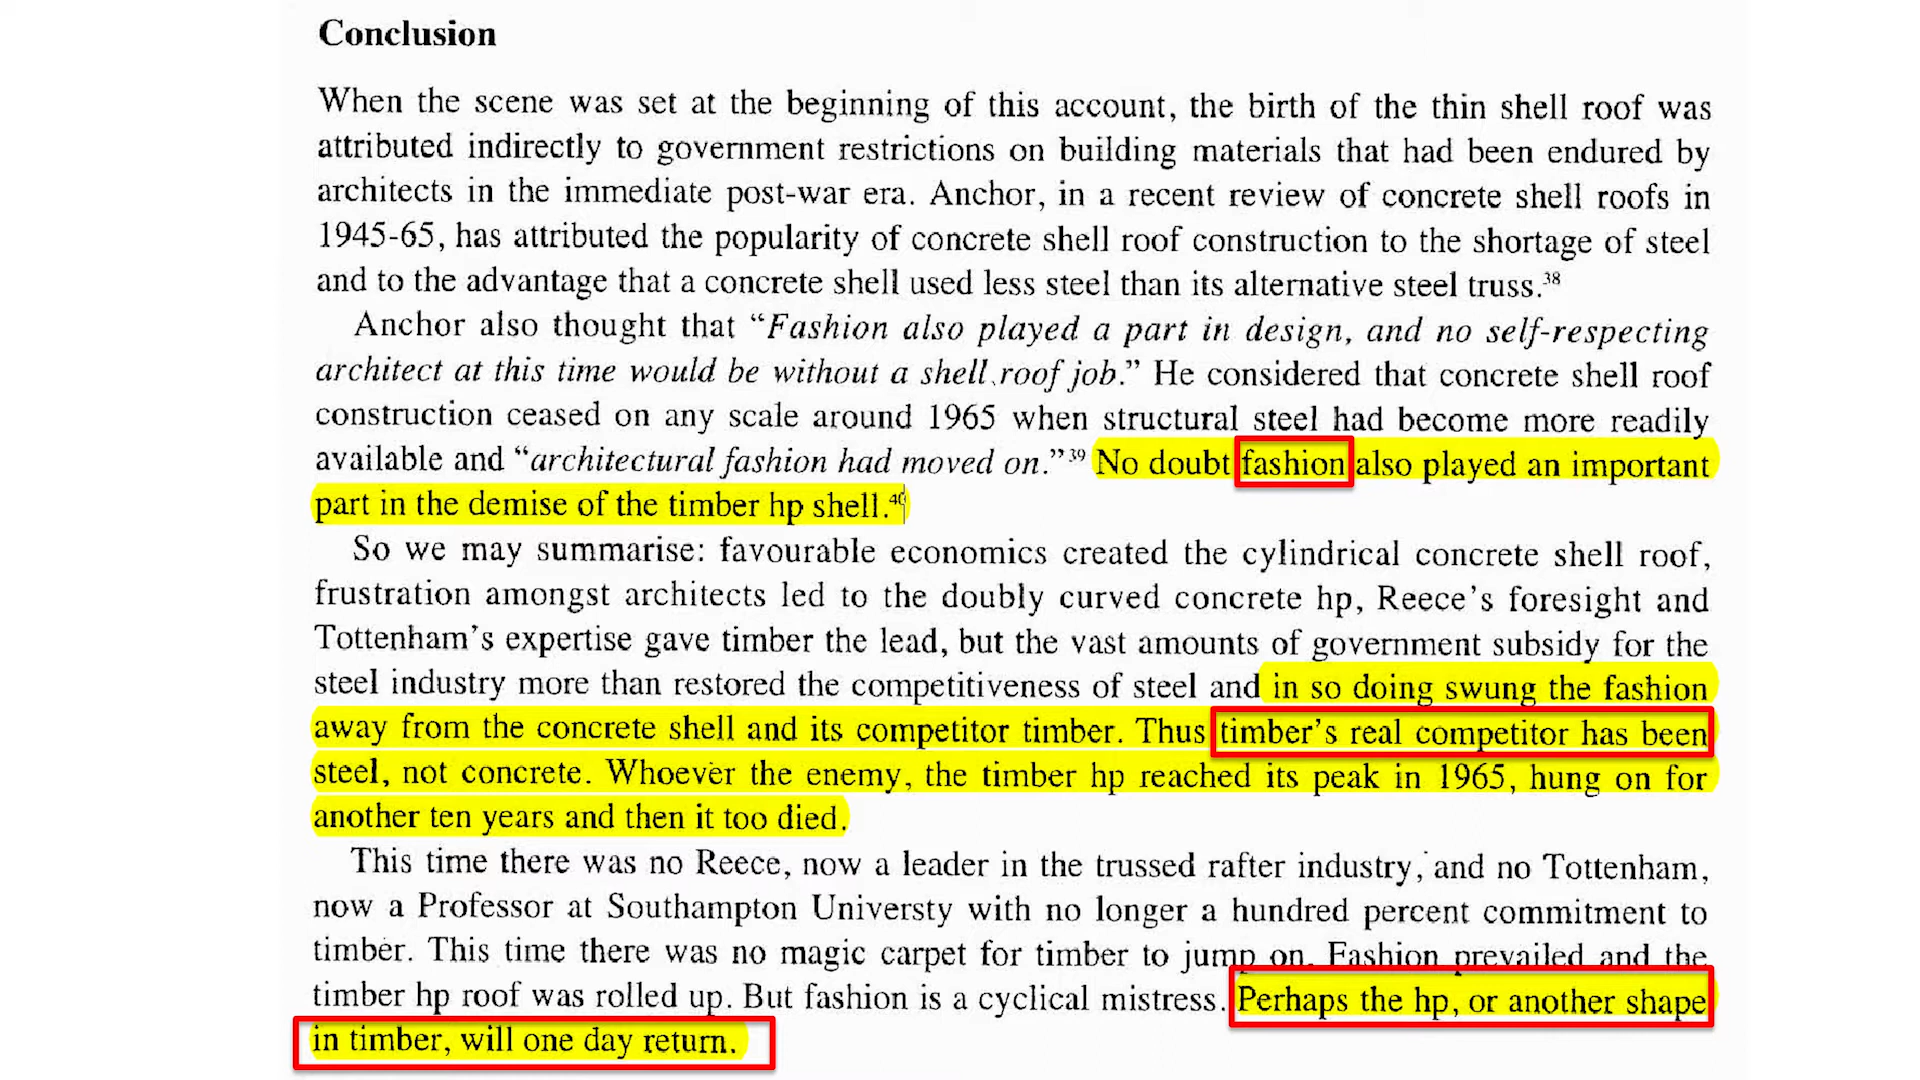 Conclusion
When the scene was set at the beginning of this account, the birth of the thin shell roof was
attributed indirectly to government restrictions on building materials that had been endured by
architects in the immediate post-war era. Anchor, in a recent review of concrete shell roofs in
1945-65, has attributed the popularity of concrete shell roof construction to the shortage of steel
and to the advantage that a concrete shell used less steel than its alternative steel truss.38
Anchor also thought that “Fashion also played a part in design, and no self-respecting
architect at this time would be without a shell roof job.” He considered that concrete shell roof
construction ceased on any scale around 1965 when structural steel had become more readily
available and “architectural fashion had moved on.”39 No doubt fashion also played an important
part in the demise of the timber hp shell.40
So we may summarise: favourable economics created the cylindrical concrete shell roof,
frustration amongst architects led to the doubly curved concrete hp, Reece’s foresight and
Tottenham’s expertise gave timber the lead, but the vast amounts of government subsidy for the
steel industry more than restored the competitiveness of steel and in so doing swung the fashion
away from the concrete shell and its competitor timber. Thus timber’s real competitor has been
steel, not concrete. Whoever the enemy, the timber hp reached its peak in 1965, hung on for
another ten years and then it too died.
This time there was no Reece, now a leader in the trussed rafter industry, and no Tottenham,
now a Professor at Southampton Universty with no longer a hundred percent commitment to
timber. This time there was no magic carpet for timber to jump on. Fashion prevailed and the
timber hp roof was rolled up. But fashion is a cyclical mistress. Perhaps the hp, or another shape
in timber, will one day return.